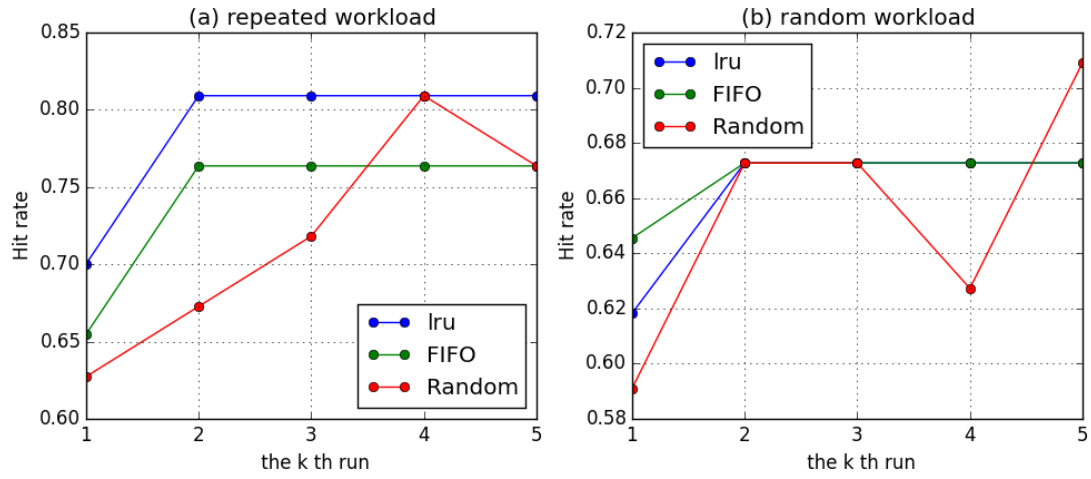 (a) repeated workload
Hit rate
0.85
0.80
0.75
0.70
0.65
0.60
lru
FIFO
Random
1 2 3 4 5
the k th run
(b) random workload
Hit rate
0.72
0.70
0.68
0.66
0.64
0.62
0.60
0.58
lru
FIFO
Random
1 2 3 4 5
the k th run